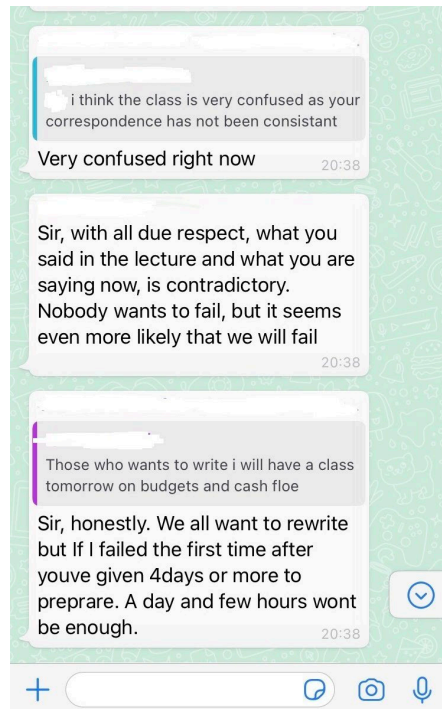 i think the class is very confused as your
correspondence has not been consistant
Very confused right now
20:38
Sir, with all due respect, what you
said in the lecture and what you are
saying now, is contradictory.
Nobody wants to fail, but it seems
even more likely that we will fail
20:38
Those who wants to write i will have a class
tomorrow on budgets and cash floe
Sir, honestly. We all want to rewrite
but If I failed the first time after
youve given 4days or more to
preprare. A day and few hours wont
be enough.
20:38